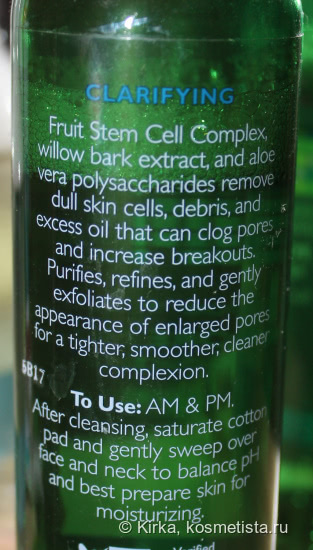 CLARIFYING
Fruit Stem Cell Complex,
willow bark extract, and aloe
vera polysaccharides remove
dull skin cells, debris, and
excess oil that can clog pores
and increase breakouts.
Purifies, refines, and gently
exfoliates to reduce the
appearance of enlarged pores
for a tighter, smoother, cleaner
complexion.
6B17
To Use: AM & PM.
After cleansing, saturate cotton
pad and gently sweep over
face and neck to balance pH
and best prepare skin for
moisturizing.
© Kirka, kosmetista.ru
Verified